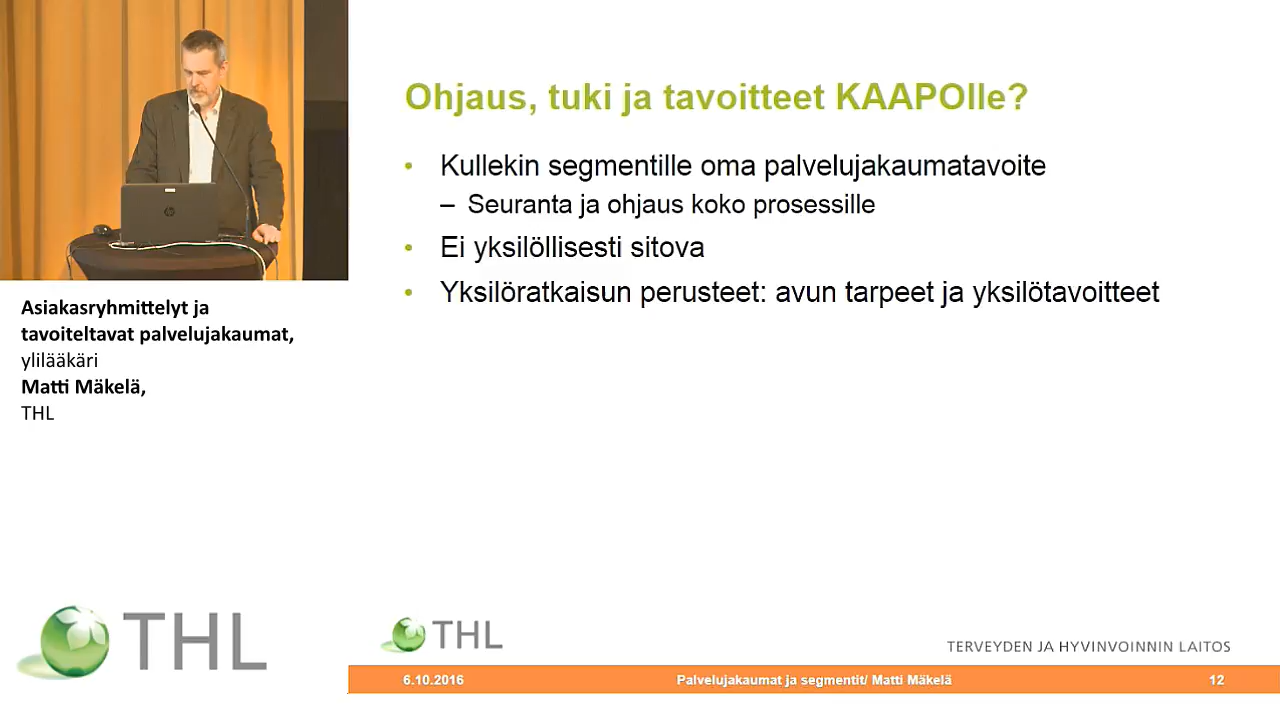 Ohjaus, tuki ja tavoitteet KAAPOlle?
• Kullekin segmentille oma palvelujakaumatavoite
– Seuranta ja ohjaus koko prosessille
• Ei yksilöllisesti sitova
• Yksilöratkaisun perusteet: avun tarpeet ja yksilötavoitteet
Asiakasryhmittelyt ja
tavoiteltavat palvelujakaumat,
ylilääkäri
Matti Mäkelä,
THL
THL
THL
TERVEYDEN JA HYVINVOINNIN LAITOS
6.10.2016 Palvelujakaumat ja segmentit/ Matti Mäkelä 12